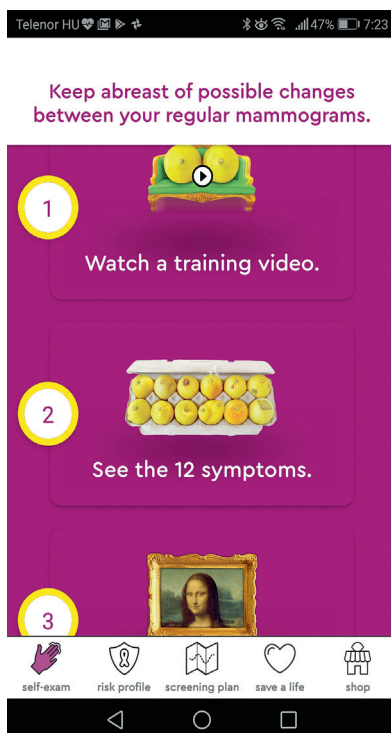 Telenor HU 47% 7:23
Keep abreast of possible changes
between your regular mammograms.
1
Watch a training video.
2
See the 12 symptoms.
3
self-exam risk profile screening plan save a life shop